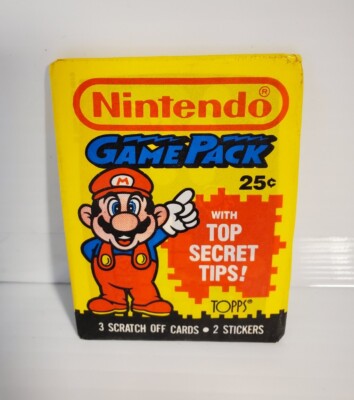 Nintendo®
GAME PACK
25¢
M
WITH
TOP
SECRET
TIPS!
TOPPS®
3 SCRATCH OFF CARDS • 2 STICKERS